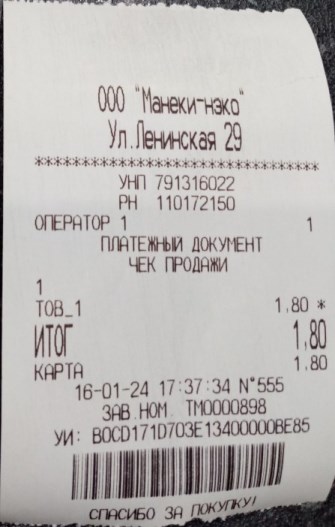 ООО "Манеки-нэко"
Ул.Ленинская 29
************************************
УНП 791316022
РН 110172150
ОПЕРАТОР 1 1
ПЛАТЕЖНЫЙ ДОКУМЕНТ
ЧЕК ПРОДАЖИ
1
ТОВ_1 1.80 *
ИТОГ 1,80
КАРТА 1.80
16-01-24 17:37:34 N°555
ЗАВ.НОМ. TM0000898
УИ: B0CD171D703E13400000BE85
СПАСИБО ЗА ПОКУПКУ!